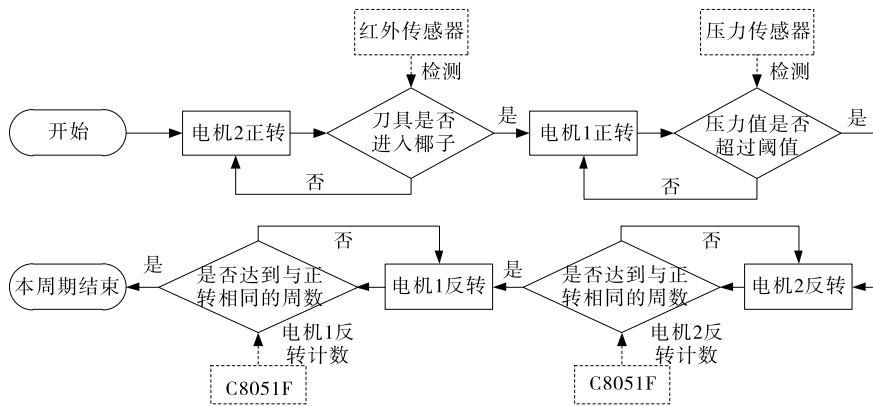 红外传感器
压力传感器
检测
检测
开始
电机2正转
刀具是否
进入椰子
是
电机1正转
压力值是否
超过阈值
是
否
否
否
否
本周期结束
是
是否达到与正
转相同的周数
电机1反转
是
是否达到与正
转相同的周数
电机2反转
电机1反
转计数
电机2反
转计数
C8051F
C8051F